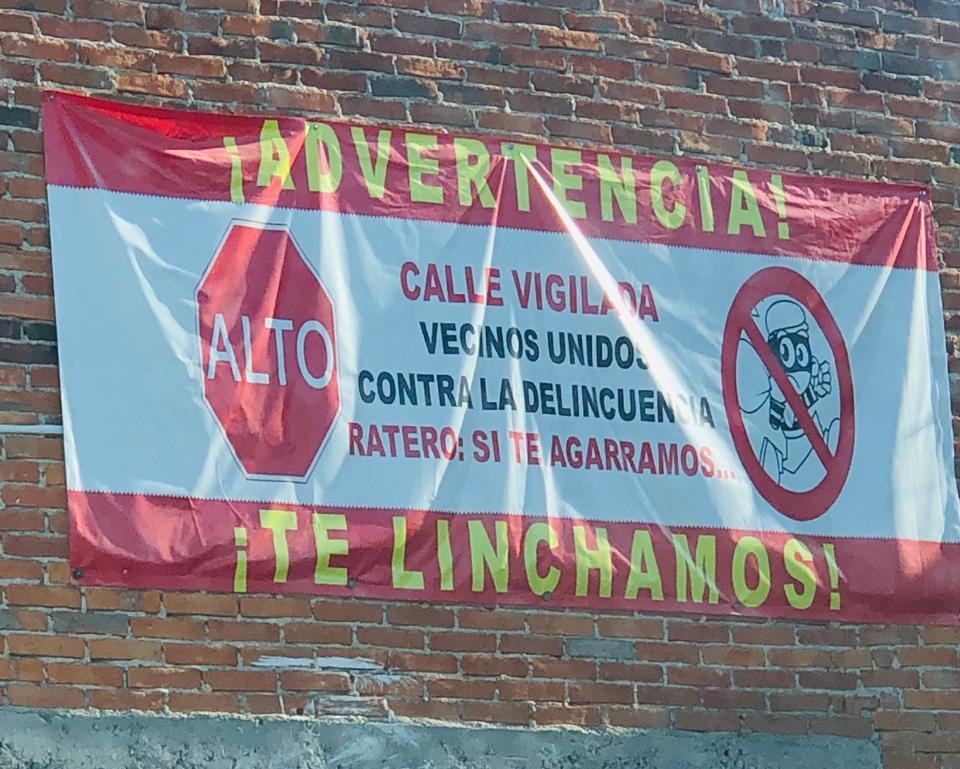 ¡ADVERTENCIA!
ALTO
CALLE VIGILADA
VECINOS UNIDOS
CONTRA LA DELINCUENCIA
RATERO: SI TE AGARRAMOS...
¡TE LINCHAMOS!